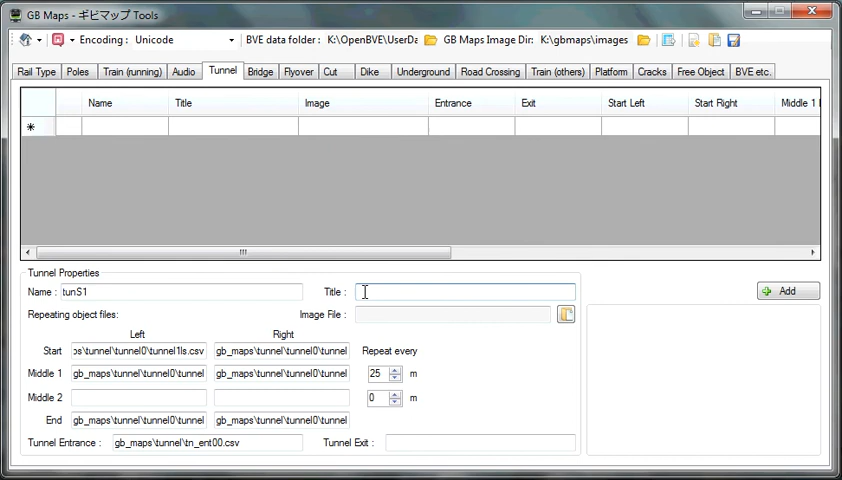 GB Maps - ギビマップ Tools
Encoding : Unicode BVE data folder : K:\OpenBVE\UserDa GB Maps Image Dir: K:\gbmaps\images
Rail Type Poles Train (running) Audio Tunnel Bridge Flyover Cut Dike Underground Road Crossing Train (others) Platform Cracks Free Object BVE etc.
Name Title Image Entrance Exit Start Left Start Right Middle 1 l
Tunnel Properties
Name : tunS1 Title :
Add
Repeating object files: Image File :
Left Right
Start os\tunnel\tunnel0\tunnel1ls.csv gb_maps\tunnel\tunnel0\tunnel Repeat every
Middle 1 gb_maps\tunnel\tunnel0\tunnel gb_maps\tunnel\tunnel0\tunnel 25 m
Middle 2 0 m
End gb_maps\tunnel\tunnel0\tunnel gb_maps\tunnel\tunnel0\tunnel
Tunnel Entrance : gb_maps\tunnel\tn_ent00.csv Tunnel Exit :